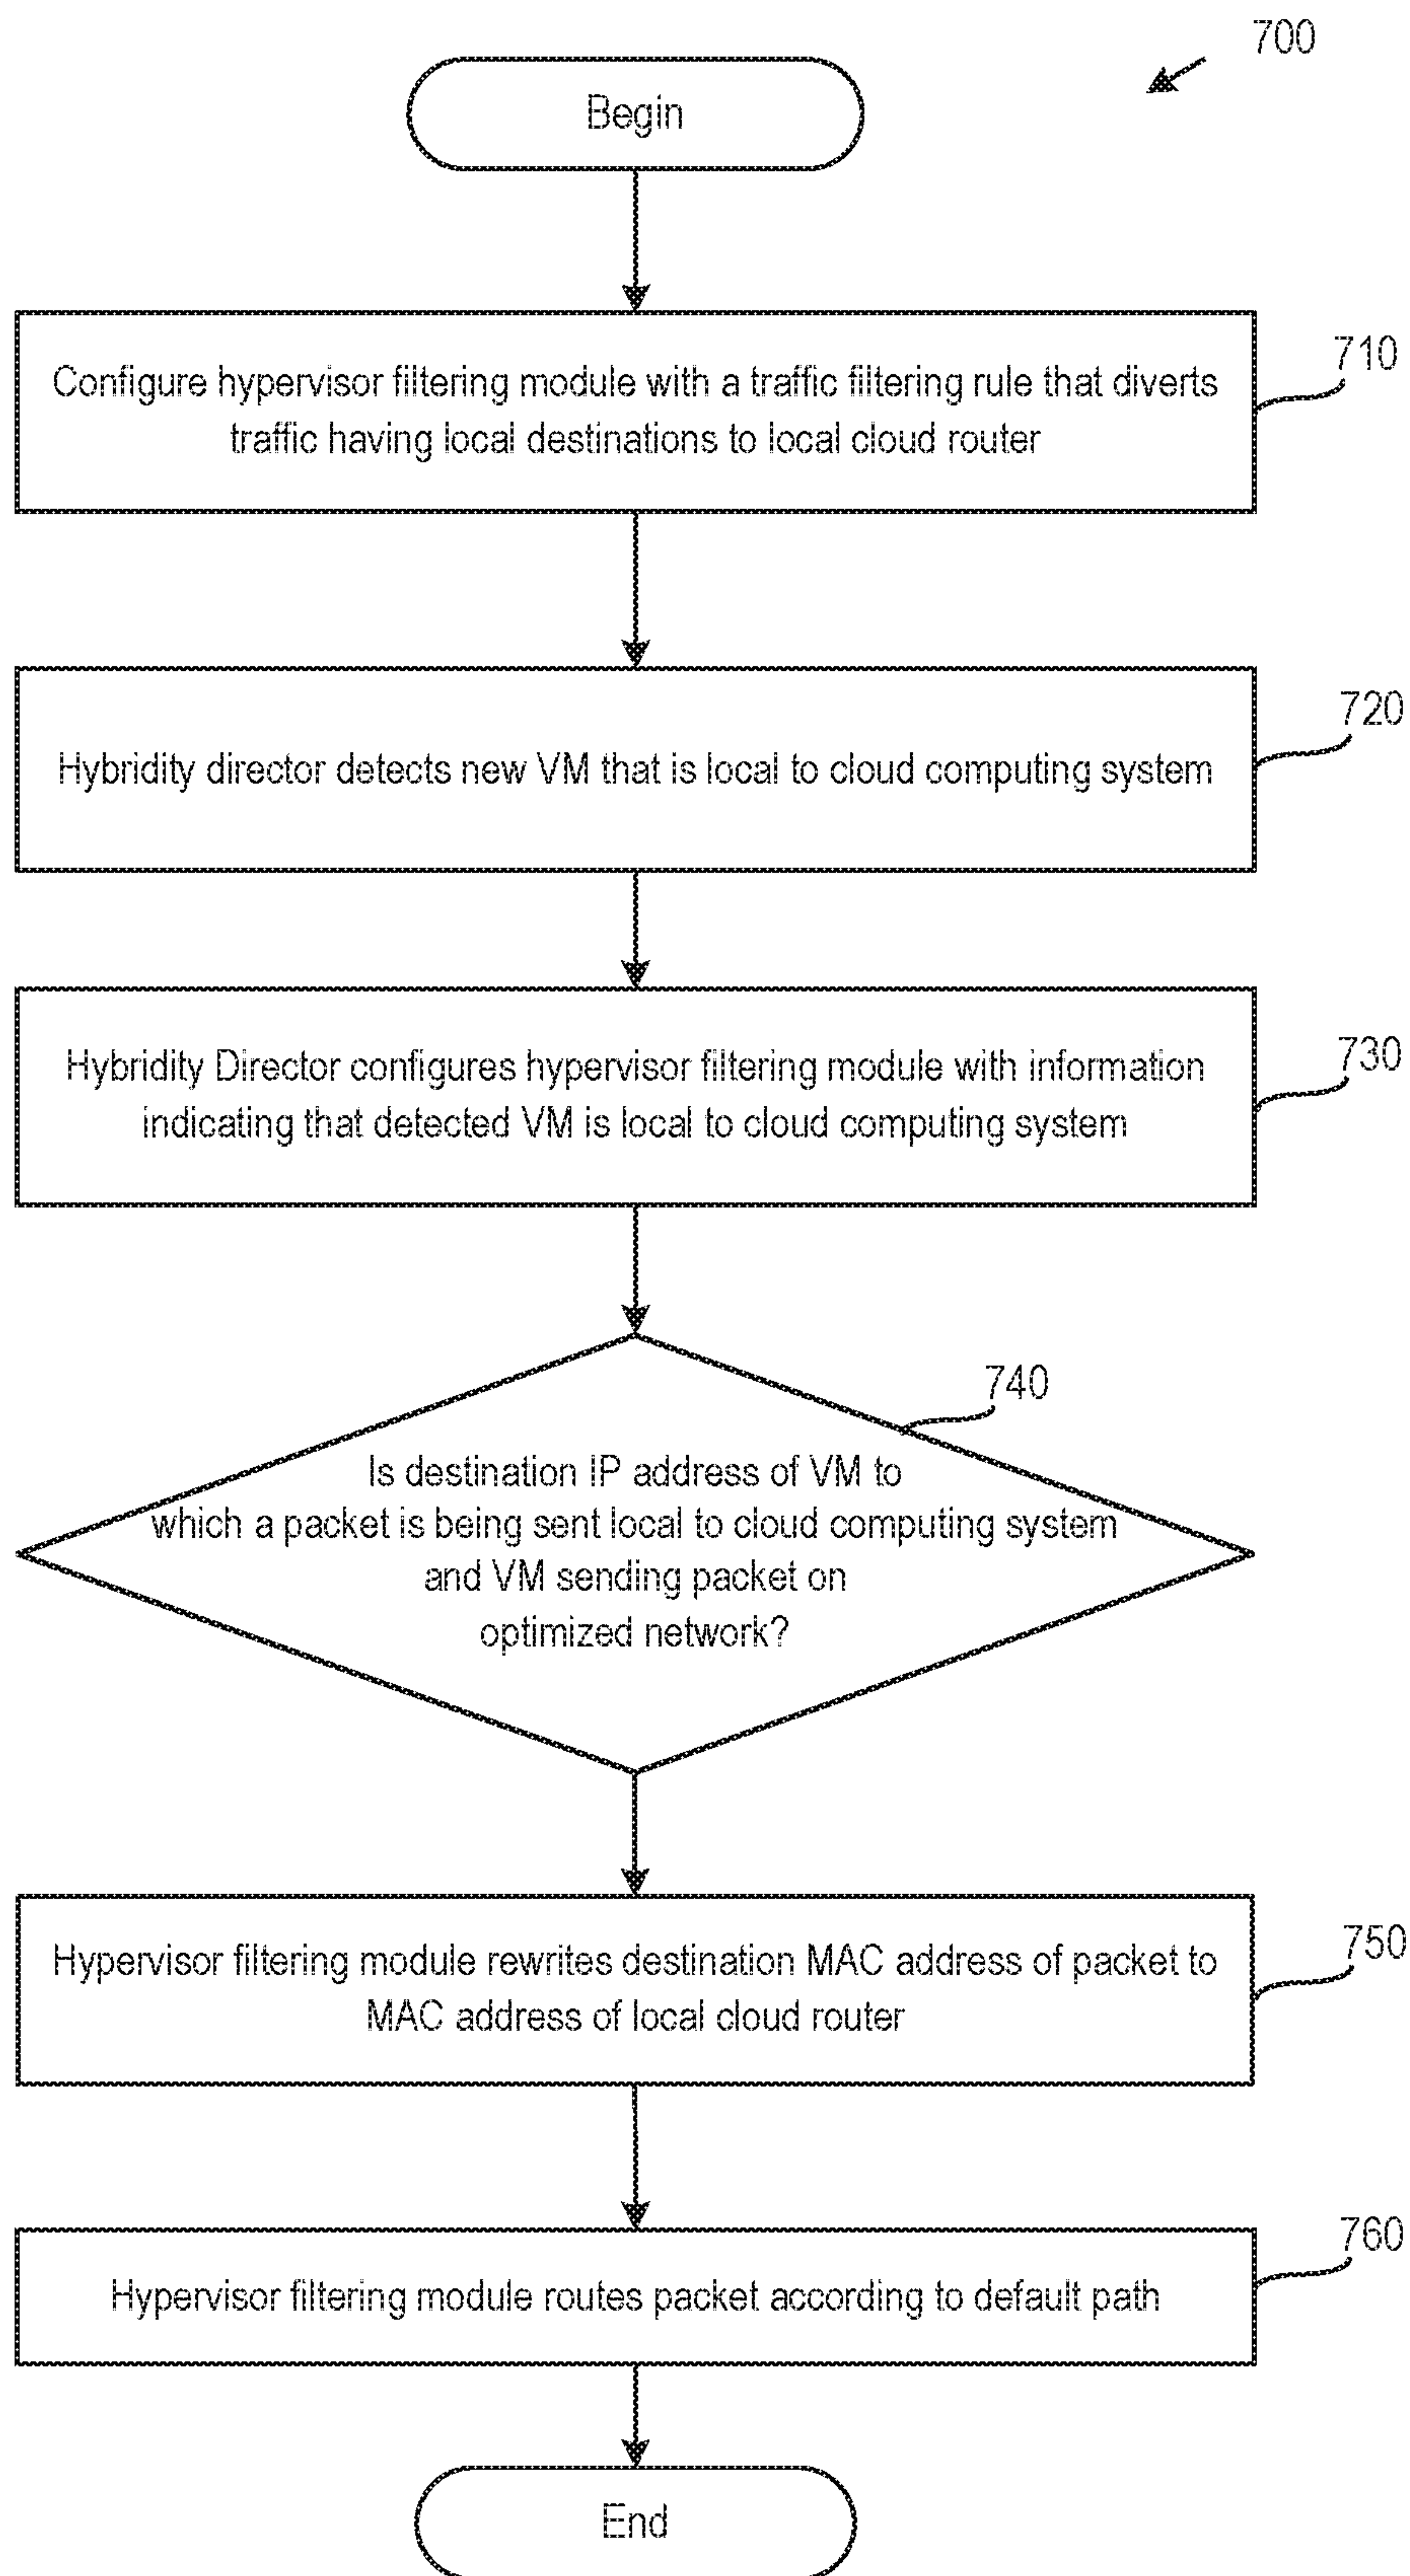 700
Begin
Configure hypervisor filtering module with a traffic filtering rule that diverts
traffic having local destinations to local cloud router
710
Hybridity director detects new VM that is local to cloud computing system
720
Hybridity Director configures hypervisor filtering module with information
indicating that detected VM is local to cloud computing system
730
740
Is destination IP address of VM to
which a packet is being sent local to cloud computing system
and VM sending packet on
optimized network?
Hypervisor filtering module rewrites destination MAC address of packet to
MAC address of local cloud router
750
Hypervisor filtering module routes packet according to default path
760
End